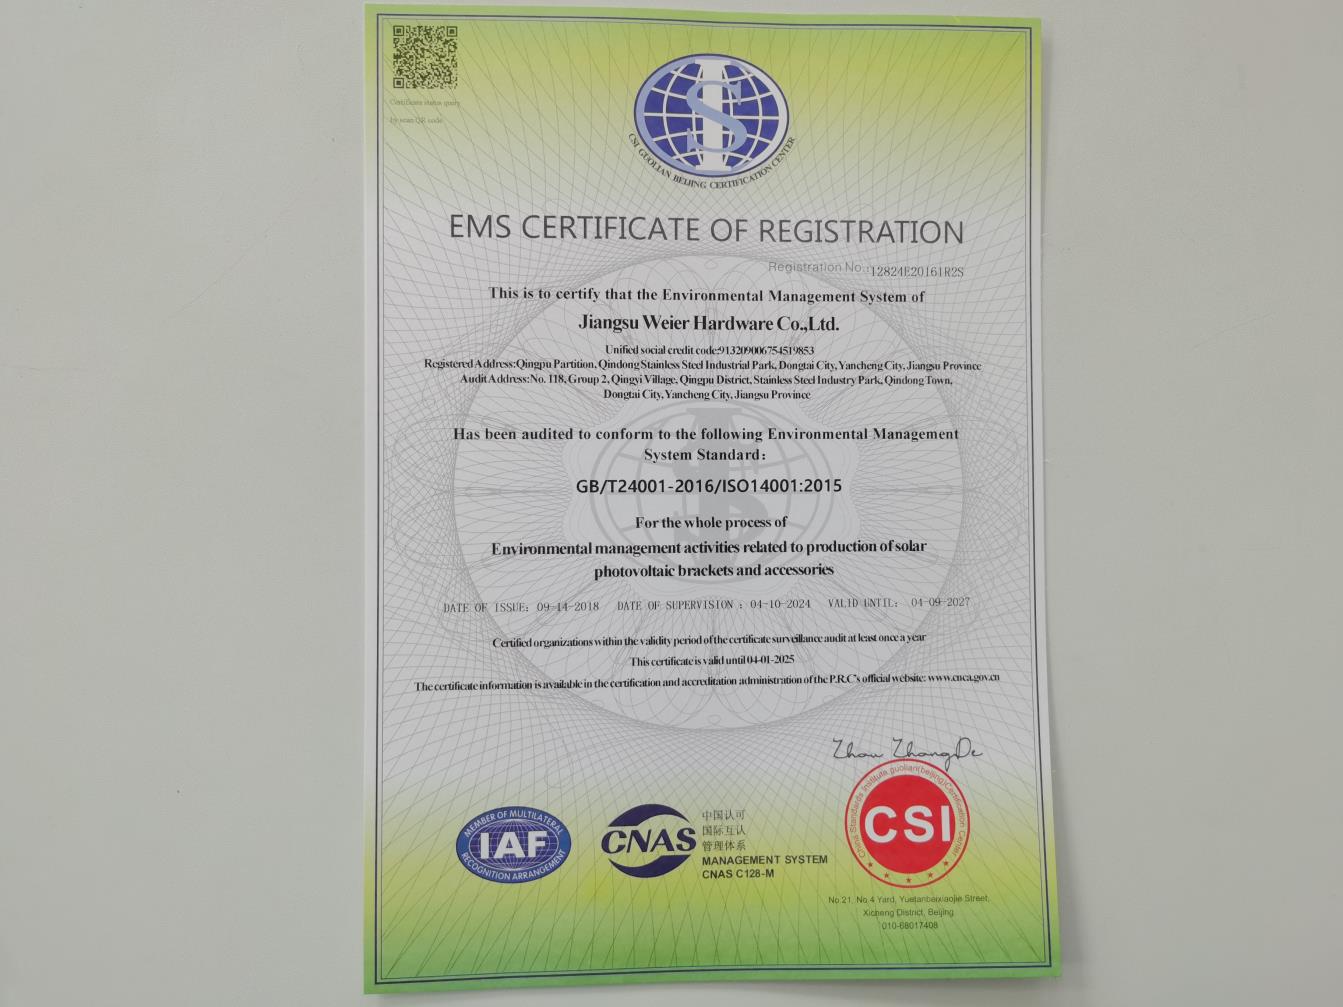 Certificate status query
by scan QR code
S
CSI GUOLIAN BEIJING CERTIFICATION CENTER
EMS CERTIFICATE OF REGISTRATION
Registration No.:12824E20161R2S
This is to certify that the Environmental Management System of
Jiangsu Weier Hardware Co.,Ltd.
Unified social credit code:913209006754519853
Registered Address:Qingpu Partition, Qindong Stainless Steel Industrial Park, Dongtai City, Yancheng City, Jiangsu Province
Audit Address:No. 118, Group 2, Qingyi Village, Qingpu District, Stainless Steel Industry Park, Qindong Town,
Dongtai City, Yancheng City, Jiangsu Province
Has been audited to conform to the following Environmental Management
System Standard：
GB/T24001-2016/ISO14001:2015
For the whole process of
Environmental management activities related to production of solar
photovoltaic brackets and accessories
DATE OF ISSUE: 09-14-2018 DATE OF SUPERVISION : 04-10-2024 VALID UNTIL: 04-09-2027
Certified organizations within the validity period of the certificate surveillance audit at least once a year
This certificate is valid until 04-01-2025
The certificate information is available in the certification and accreditation administration of the P.R.C's official website: www.cnca.gov.cn
Zhou ZhangDe
MEMBER OF MULTILATERAL
IAF
RECOGNITION ARRANGEMENT
CNAS
中国认可
国际互认
管理体系
MANAGEMENT SYSTEM
CNAS C128-M
China Standards Institute guolian(beijing)Certification Center
CSI
No.21, No.4 Yard, Yuetanbeixiaojie Street,
Xicheng District, Beijing
010-68017408